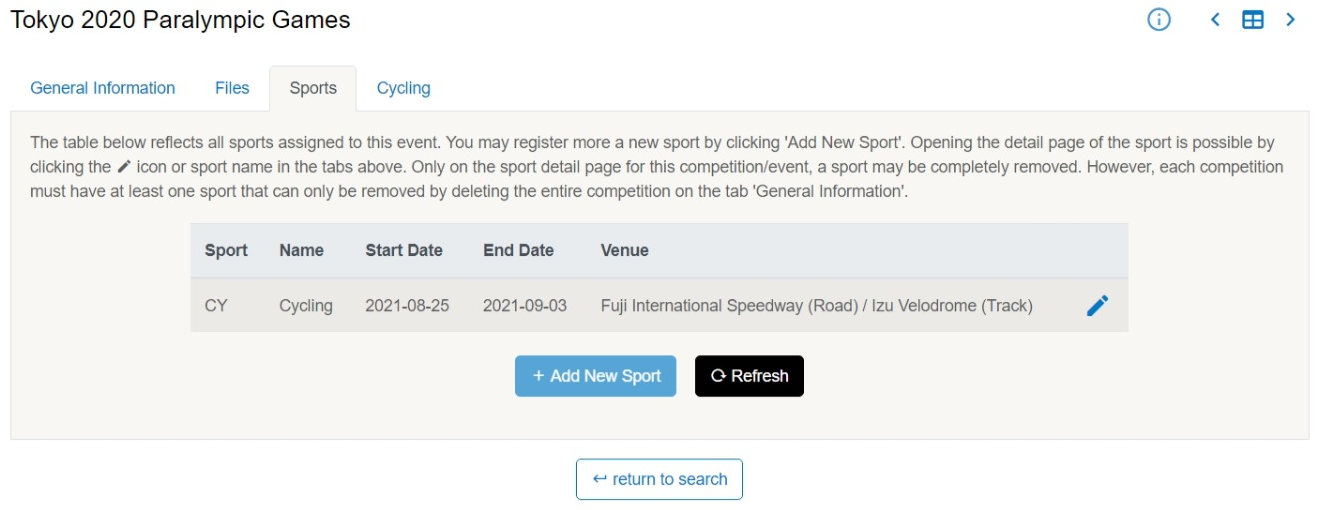 Tokyo 2020 Paralympic Games
General Information Files Sports Cycling
The table below reflects all sports assigned to this event. You may register more a new sport by clicking 'Add New Sport'. Opening the detail page of the sport is possible by
clicking the icon or sport name in the tabs above. Only on the sport detail page for this competition/event, a sport may be completely removed. However, each competition
must have at least one sport that can only be removed by deleting the entire competition on the tab 'General Information'.
Sport Name Start Date End Date Venue
CY Cycling 2021-08-25 2021-09-03 Fuji International Speedway (Road) / Izu Velodrome (Track)
+ Add New Sport Refresh
return to search